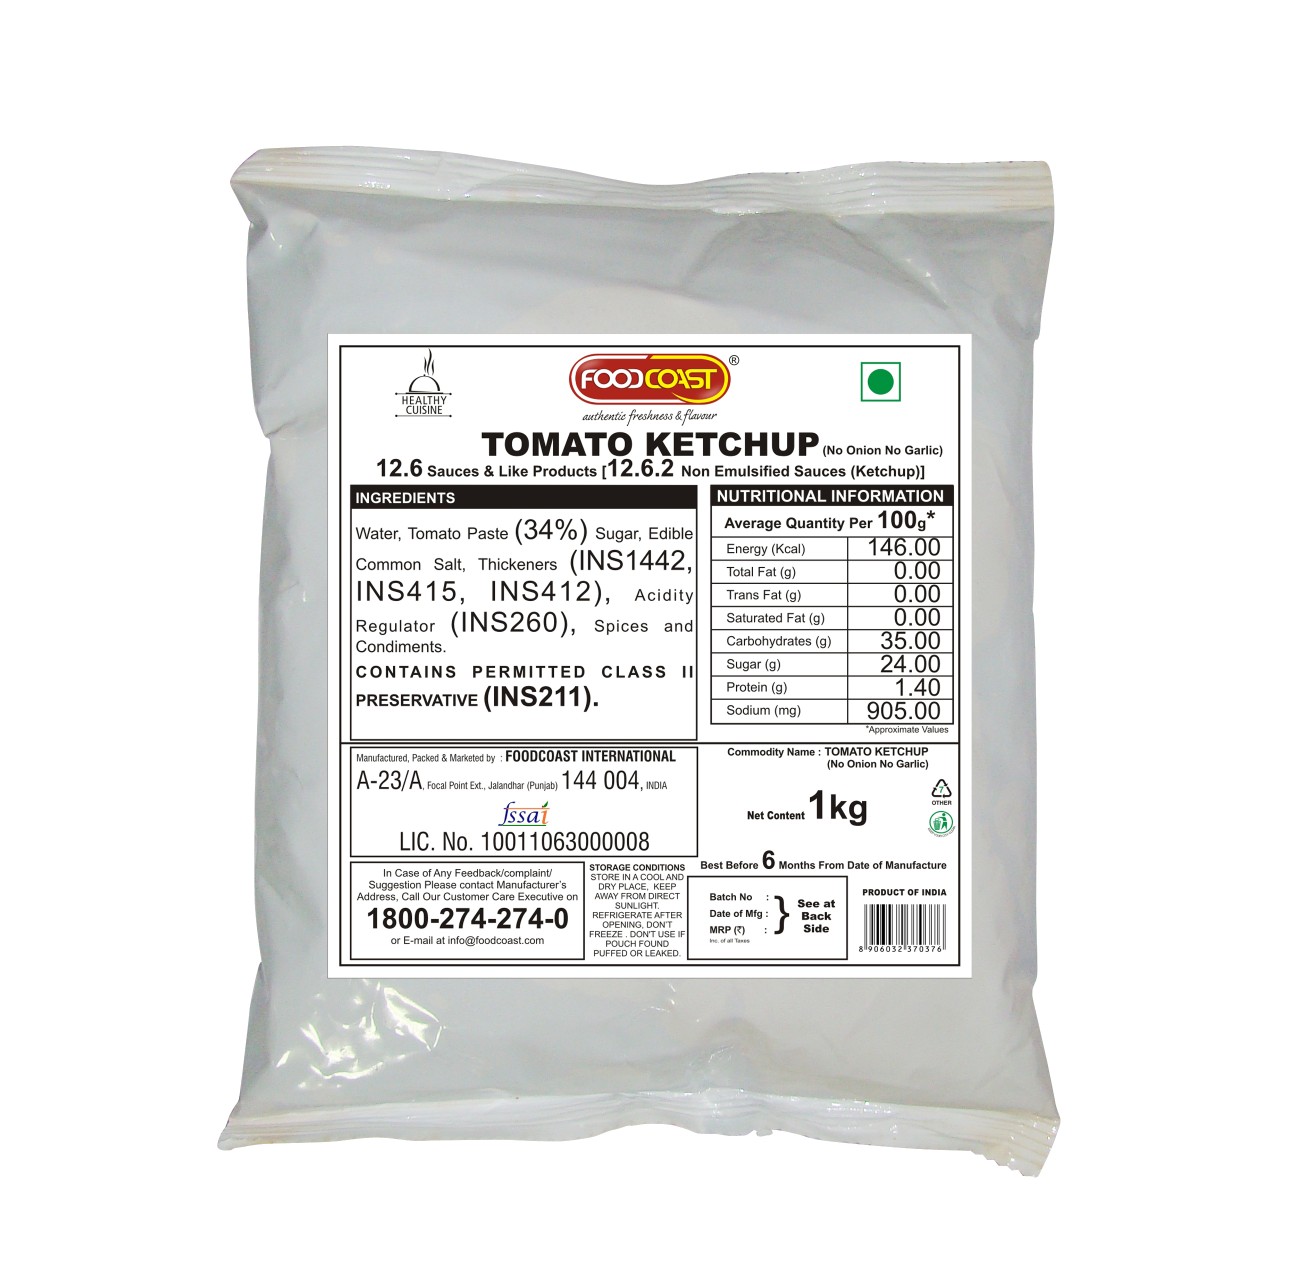 HEALTHY
CUISINE
FOODCOAST ®
authentic freshness & flavour
TOMATO KETCHUP (No Onion No Garlic)
12.6 Sauces & Like Products [12.6.2 Non Emulsified Sauces (Ketchup)]
INGREDIENTS
Water, Tomato Paste (34%) Sugar, Edible
Common Salt, Thickeners (INS1442,
INS415, INS412), Acidity
Regulator (INS260), Spices and
Condiments.
CONTAINS PERMITTED CLASS II
PRESERVATIVE (INS211).
NUTRITIONAL INFORMATION
Average Quantity Per 100g*
Energy (Kcal) 146.00
Total Fat (g) 0.00
Trans Fat (g) 0.00
Saturated Fat (g) 0.00
Carbohydrates (g) 35.00
Sugar (g) 24.00
Protein (g) 1.40
Sodium (mg) 905.00
*Approximate Values
Manufactured, Packed & Marketed by : FOODCOAST INTERNATIONAL
A-23/A, Focal Point Ext., Jalandhar (Punjab) 144 004, INDIA
fssai
LIC. No. 10011063000008
Commodity Name : TOMATO KETCHUP
(No Onion No Garlic)
Net Content 1kg
7
OTHER
Best Before 6 Months From Date of Manufacture
In Case of Any Feedback/complaint/
Suggestion Please contact Manufacturer's
Address, Call Our Customer Care Executive on
1800-274-274-0
or E-mail at info@foodcoast.com
STORAGE CONDITIONS
STORE IN A COOL AND
DRY PLACE, KEEP
AWAY FROM DIRECT
SUNLIGHT.
REFRIGERATE AFTER
OPENING, DON'T
FREEZE . DON'T USE IF
POUCH FOUND
PUFFED OR LEAKED.
Batch No :
Date of Mfg :
MRP (₹) :
Inc. of all Taxes
See at
Back
Side
PRODUCT OF INDIA
8 906032 370376